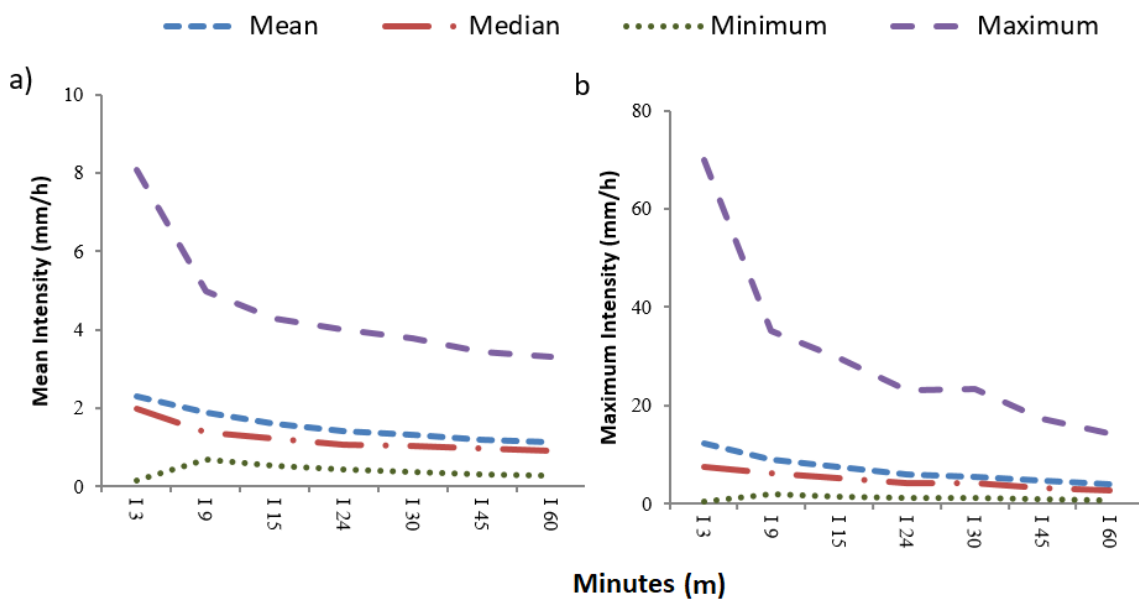 Mean Median Minimum Maximum
a)
Mean Intensity (mm/h)
10
8
6
4
2
0
I 3
I 9
I 15
I 24
I 30
I 45
I 60
b
Maximum Intensity (mm/h)
80
60
40
20
0
I 3
I 9
I 15
I 24
I 30
I 45
I 60
Minutes (m)